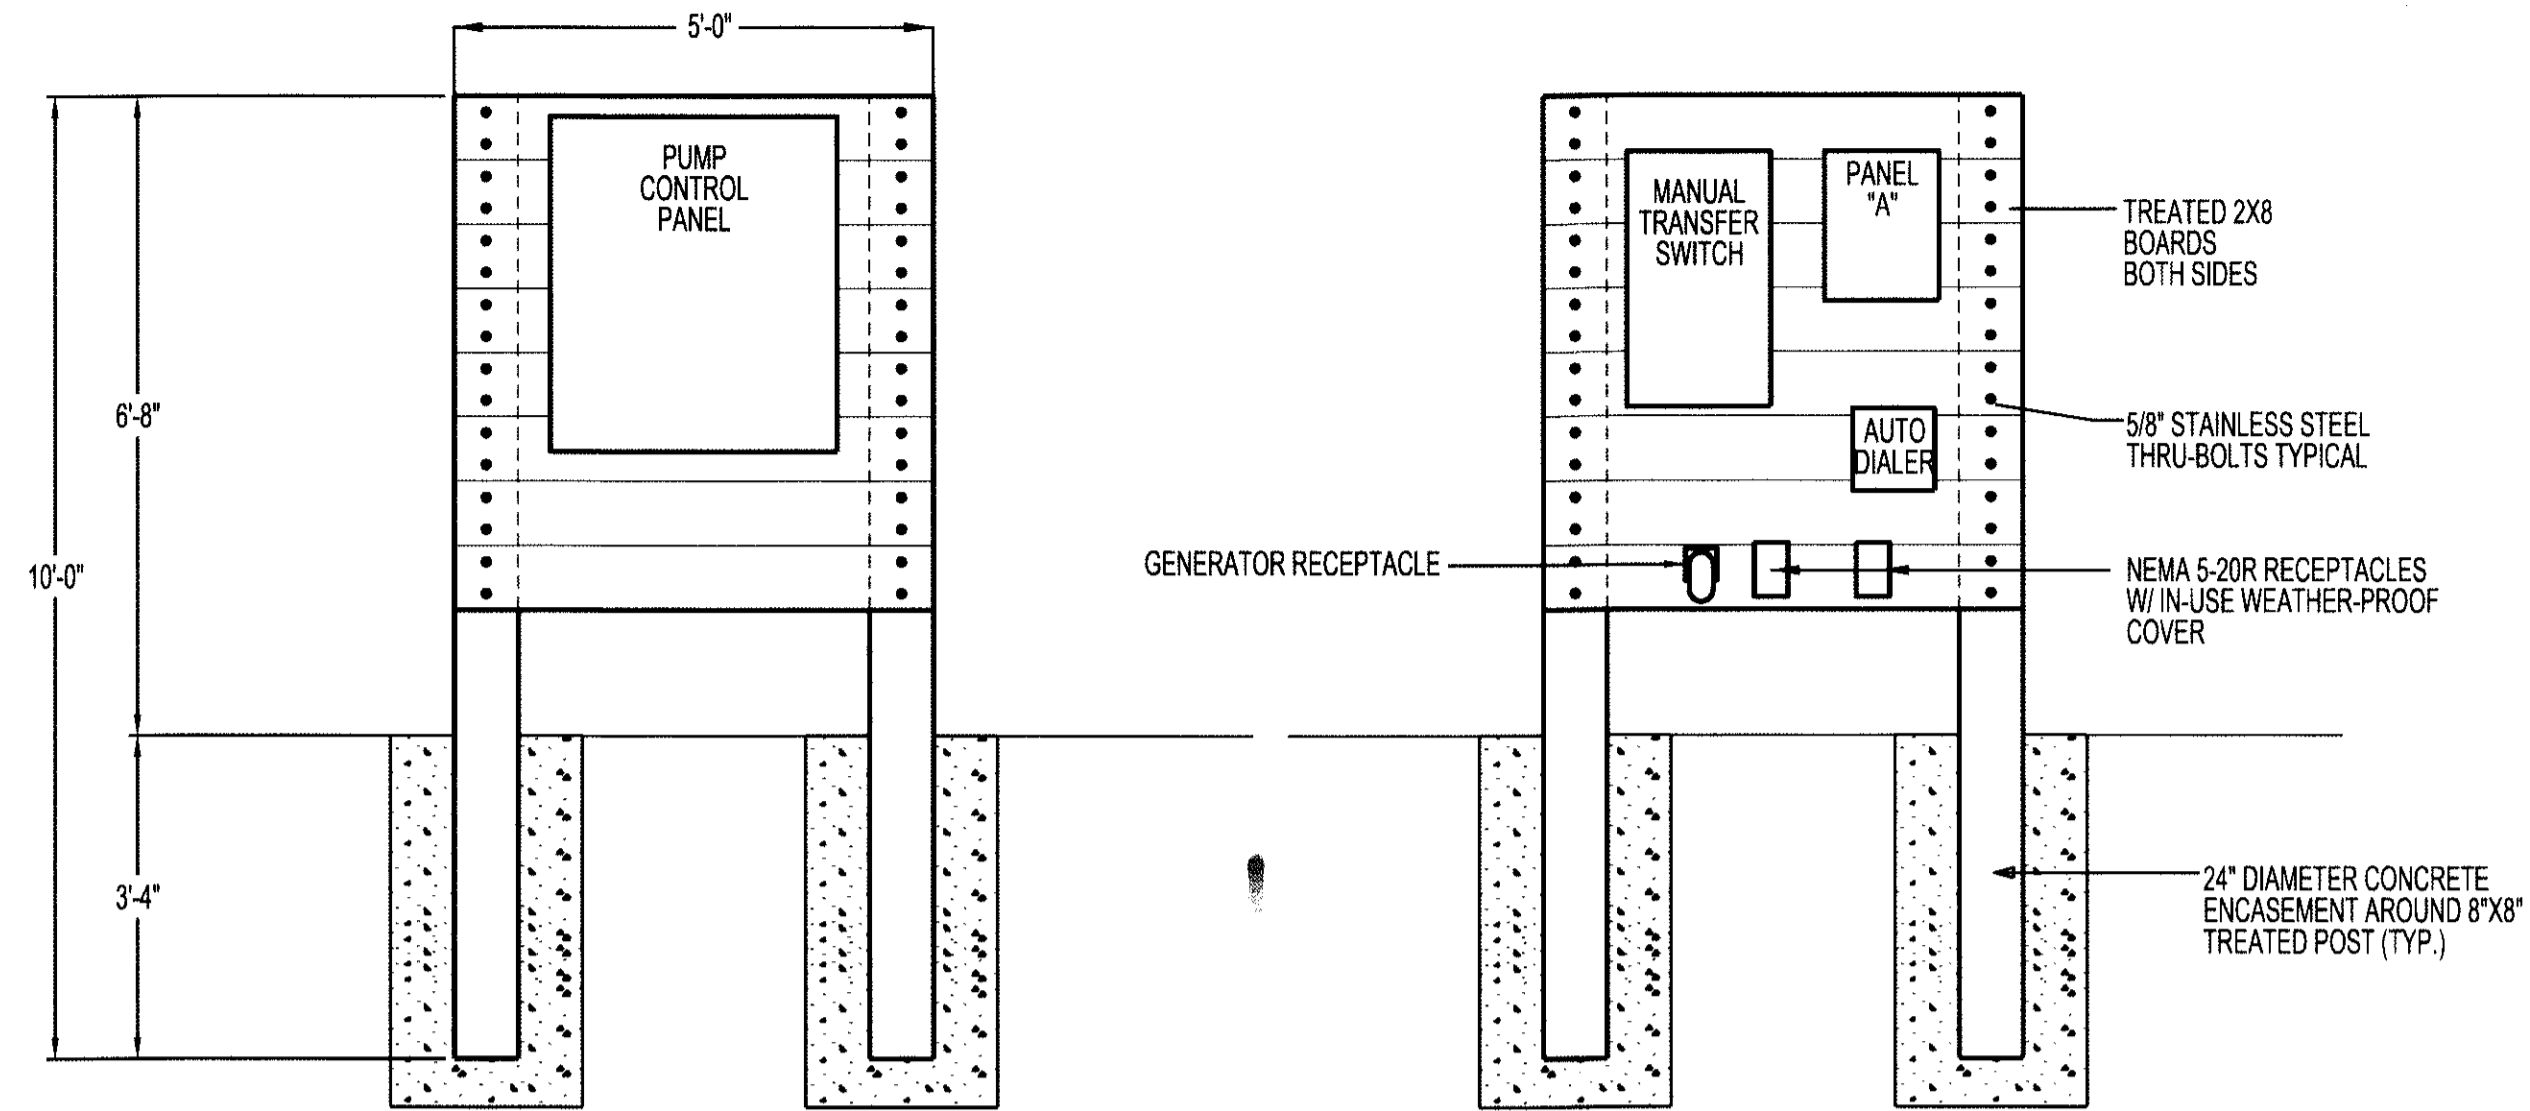 5'-0"
PUMP
CONTROL
PANEL
6'-8"
10'-0"
3'-4"
MANUAL
TRANSFER
SWITCH
PANEL
"A"
TREATED 2X8
BOARDS
BOTH SIDES
AUTO
DIALER
5/8" STAINLESS STEEL
THRU-BOLTS TYPICAL
GENERATOR RECEPTACLE
NEMA 5-20R RECEPTACLES
W/ IN-USE WEATHER-PROOF
COVER
24" DIAMETER CONCRETE
ENCASEMENT AROUND 8"X8"
TREATED POST (TYP.)